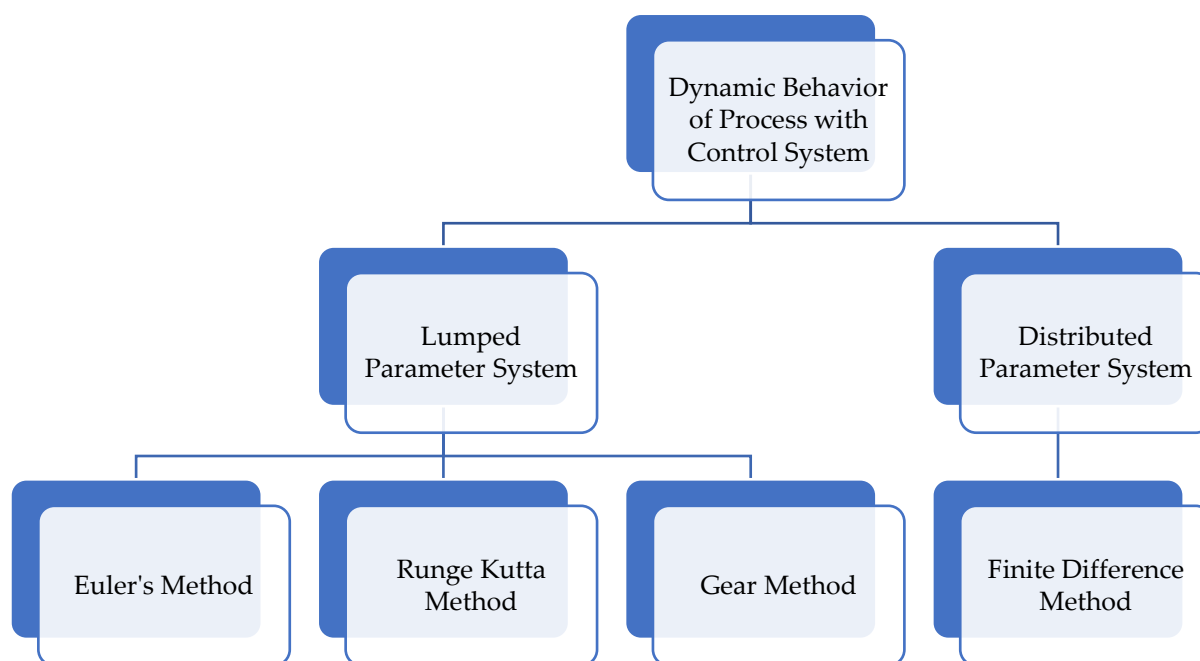 Dynamic Behavior
of Process with
Control System
Lumped
Parameter System
Distributed
Parameter System
Euler's Method
Runge Kutta
Method
Gear Method
Finite Difference
Method